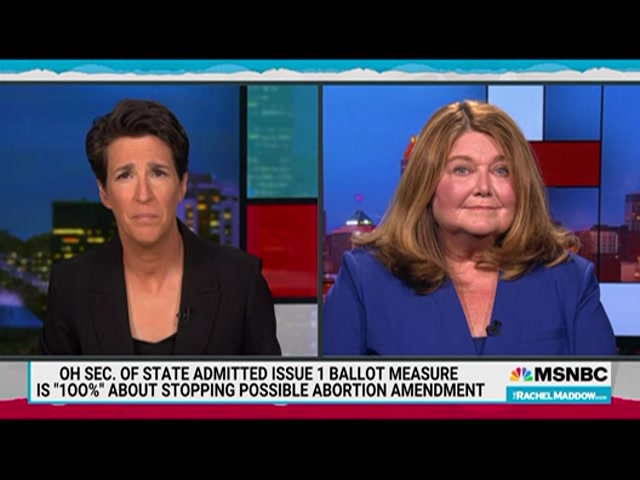 OH SEC. OF STATE ADMITTED ISSUE 1 BALLOT MEASURE
IS "100%" ABOUT STOPPING POSSIBLE ABORTION AMENDMENT
MSNBC
THE RACHEL MADDOW SHOW